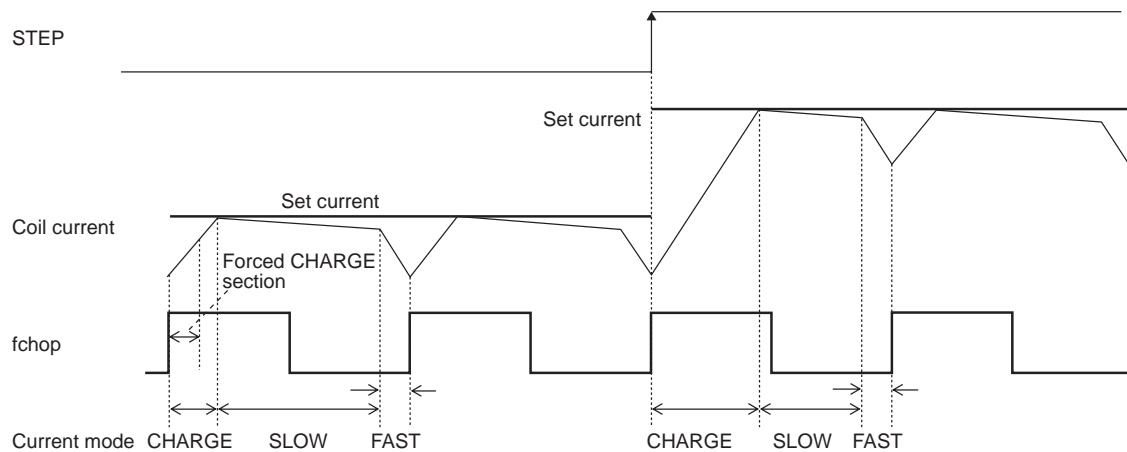 STEP
Set current
Set current
Coil current
Forced CHARGE
section
fchop
Current mode CHARGE SLOW FAST CHARGE SLOW FAST